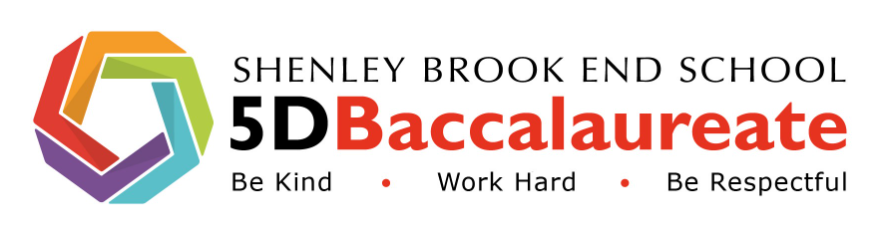 SHENLEY BROOK END SCHOOL
5DBaccalaureate
Be Kind • Work Hard • Be Respectful